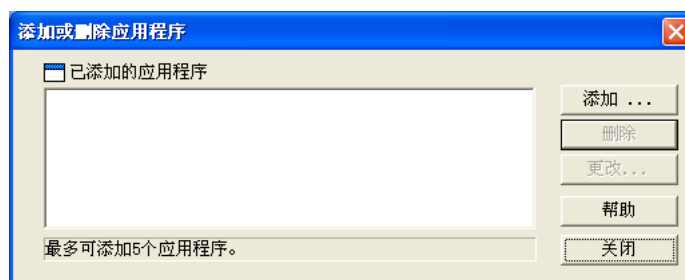 添加或删除应用程序
已添加的应用程序
添加 ...
删除
更改...
帮助
最多可添加5个应用程序。
关闭